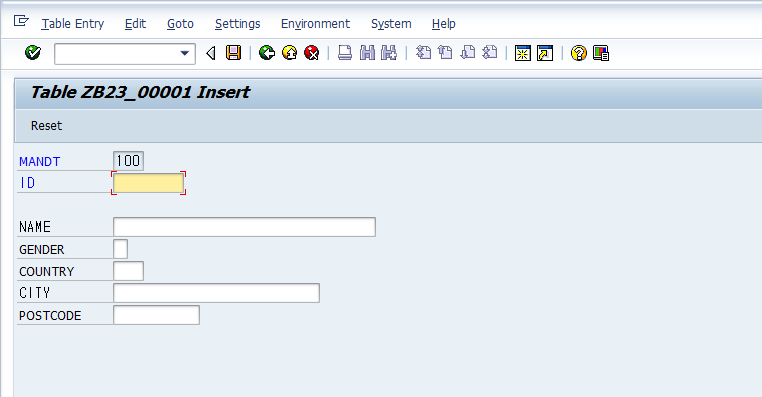 Table Entry Edit Goto Settings Environment System Help
Table ZB23_00001 Insert
Reset
MANDT 100
ID
NAME
GENDER
COUNTRY
CITY
POSTCODE